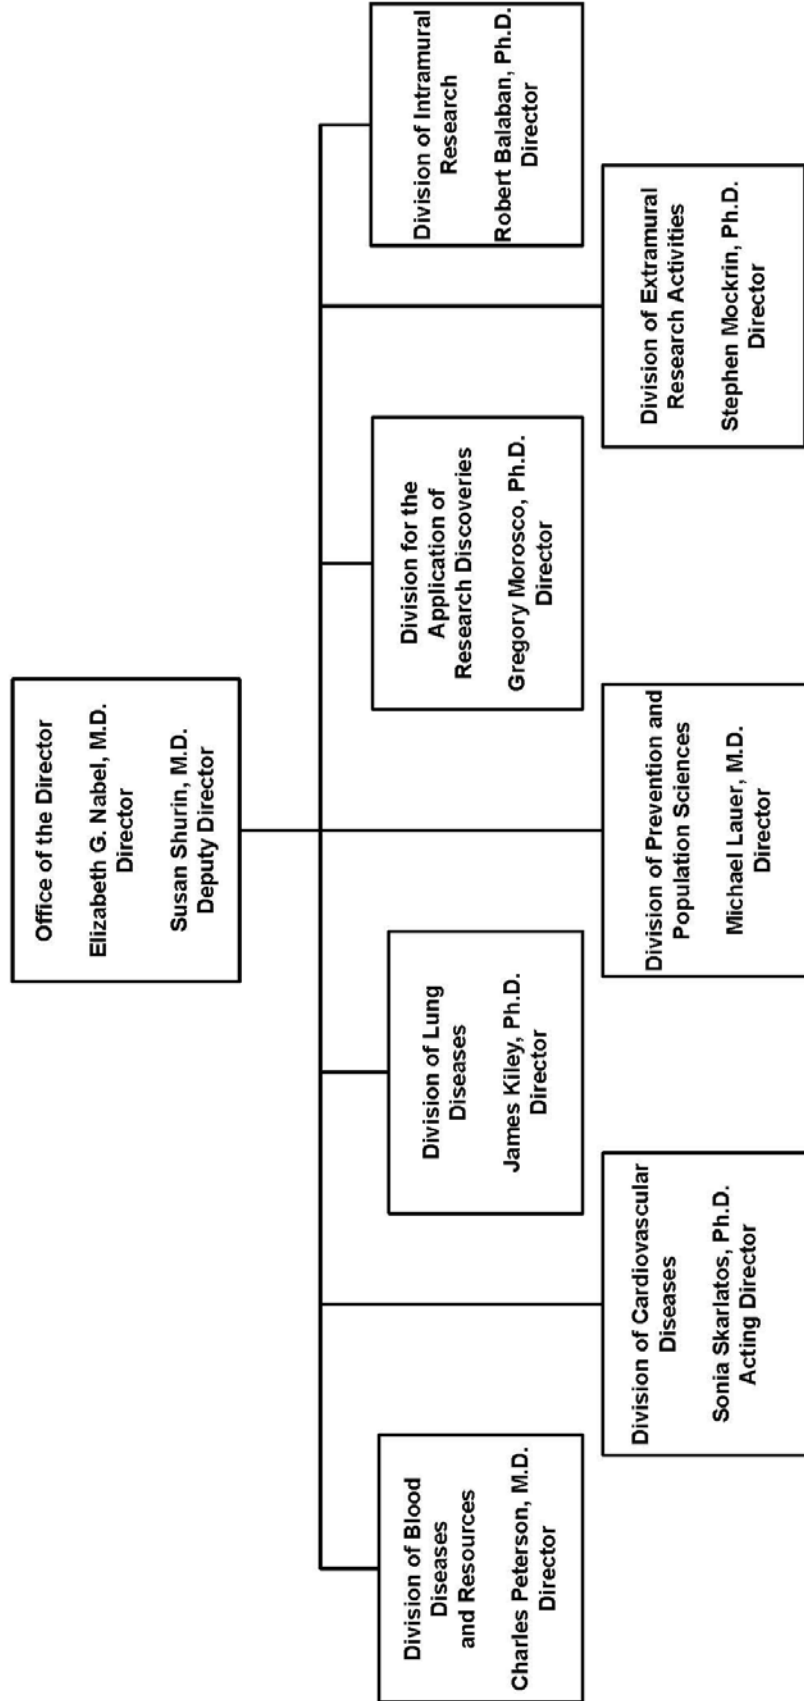 Office of the Director
Elizabeth G. Nabel, M.D.
Director
Susan Shurin, M.D.
Deputy Director
Division of Blood
Diseases
and Resources
Charles Peterson, M.D.
Director
Division of Lung
Diseases
James Kiley, Ph.D.
Director
Division for the
Application of
Research Discoveries
Gregory Morosco, Ph.D.
Director
Division of Intramural
Research
Robert Balaban, Ph.D.
Director
Division of Cardiovascular
Diseases
Sonia Skarlatos, Ph.D.
Acting Director
Division of Prevention and
Population Sciences
Michael Lauer, M.D.
Director
Division of Extramural
Research Activities
Stephen Mockrin, Ph.D.
Director